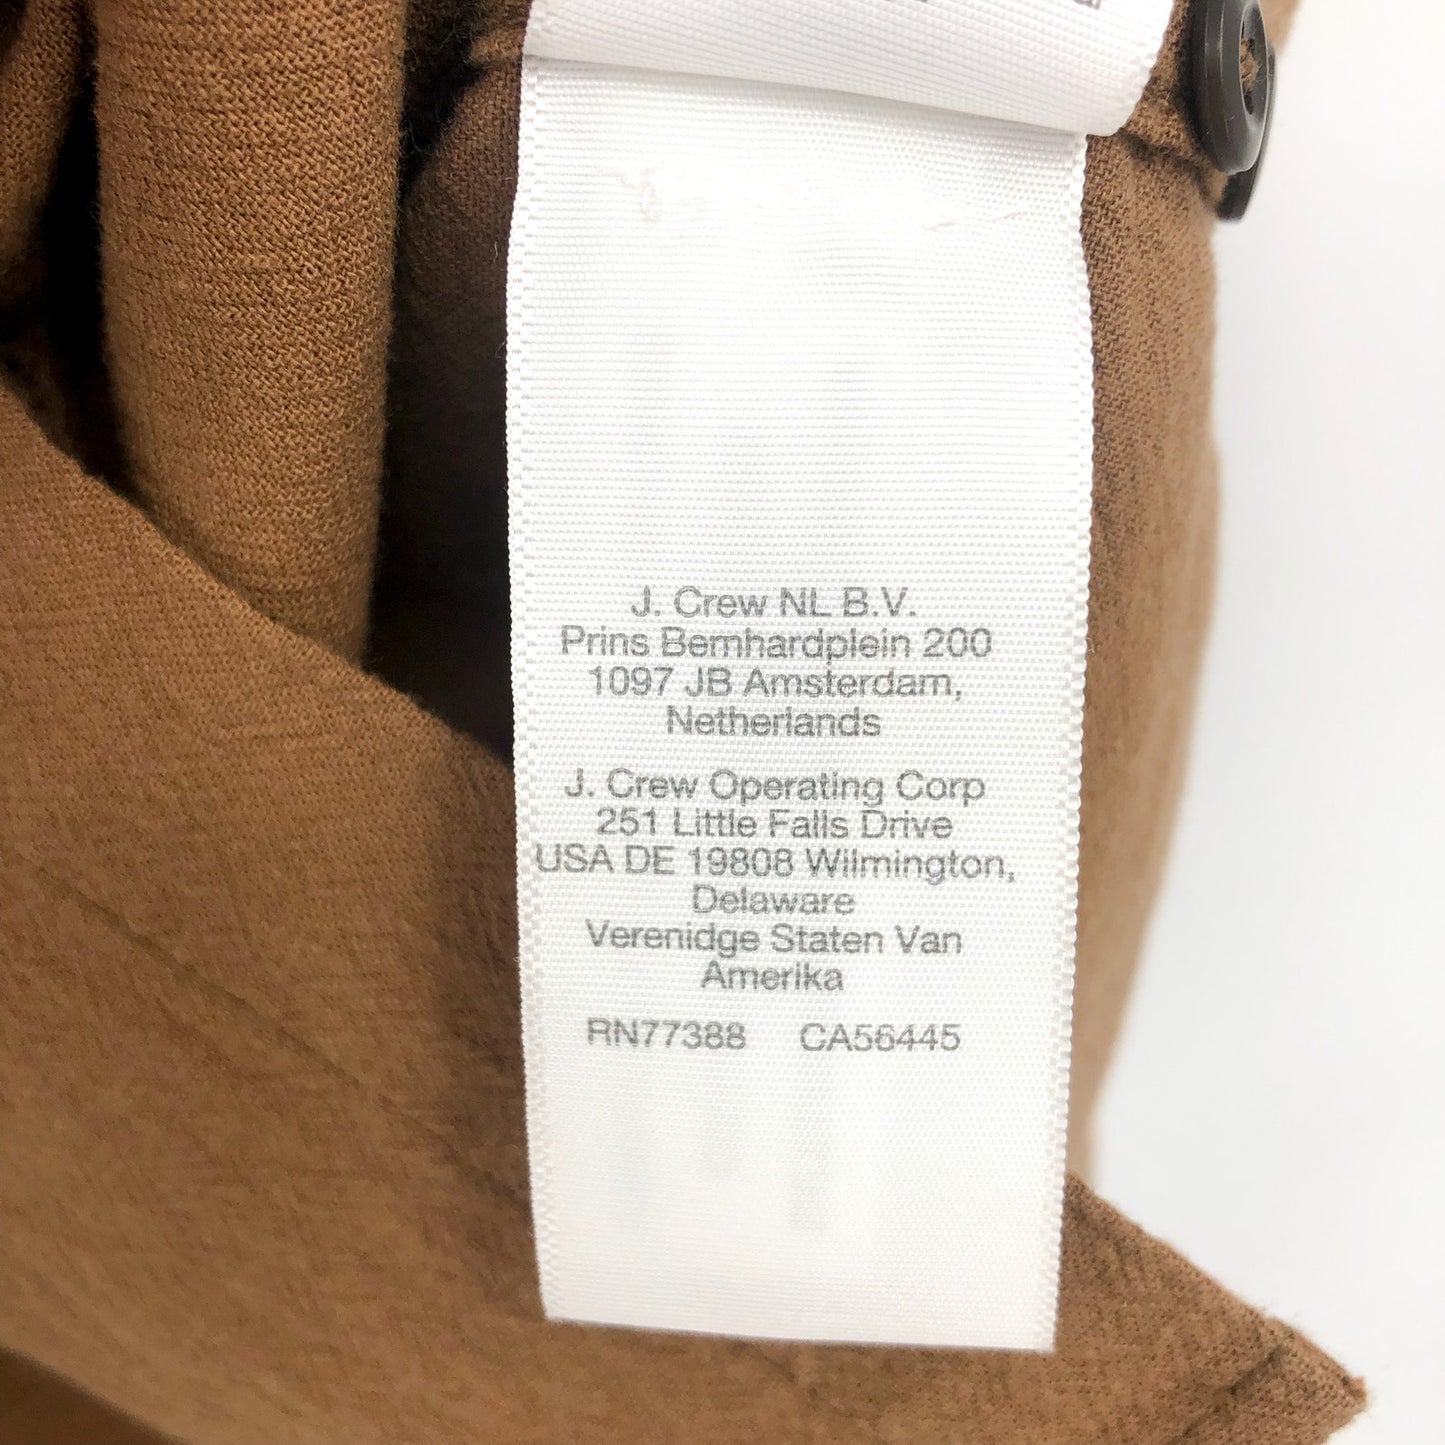 J. Crew NL B.V.
Prins Bernhardplein 200
1097 JB Amsterdam,
Netherlands
J. Crew Operating Corp
251 Little Falls Drive
USA DE 19808 Wilmington,
Delaware
Verenidge Staten Van
Amerika
RN77388 CA56445